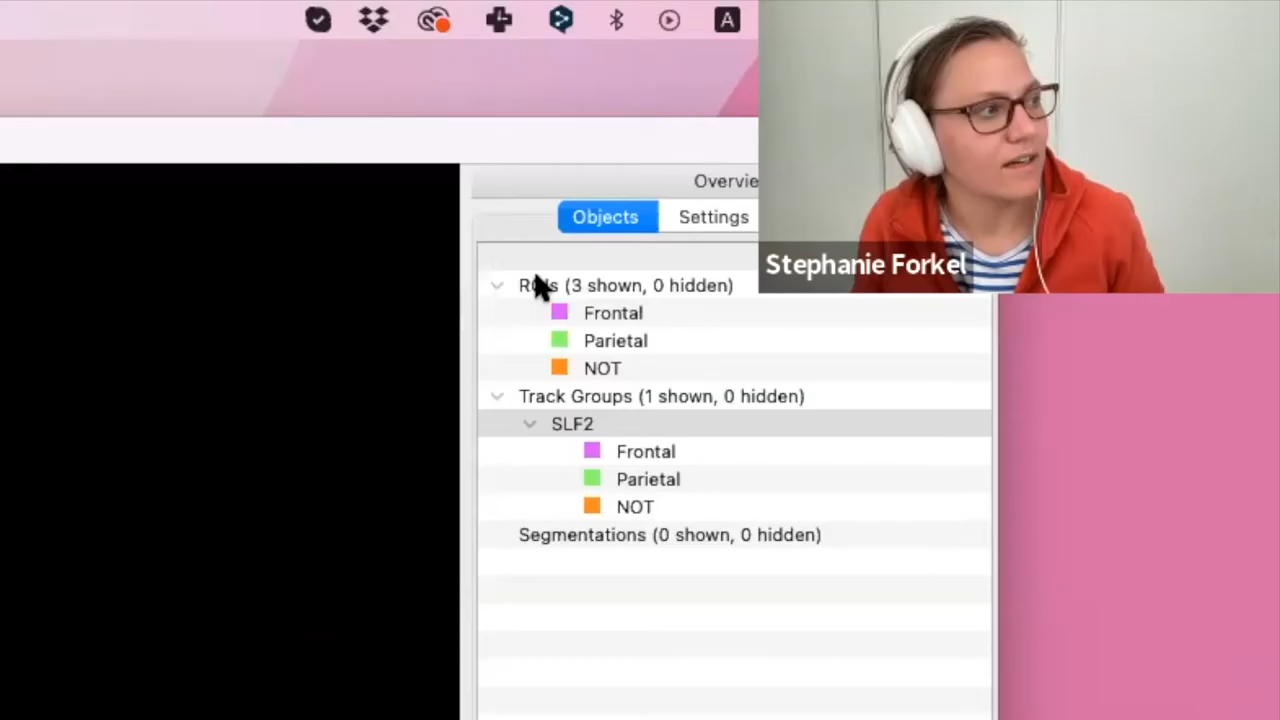 A
Overvie
Objects Settings
Stephanie Forkel
ROIs (3 shown, 0 hidden)
Frontal
Parietal
NOT
Track Groups (1 shown, 0 hidden)
SLF2
Frontal
Parietal
NOT
Segmentations (0 shown, 0 hidden)